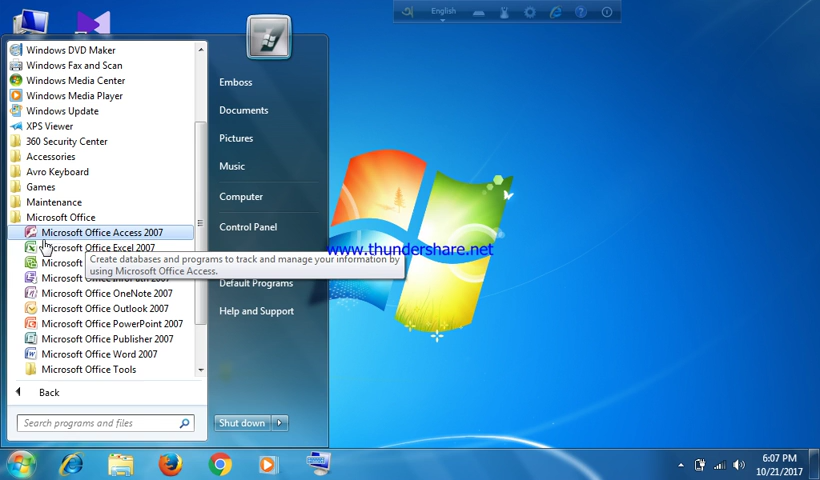 English
Windows DVD Maker
Windows Fax and Scan
Windows Media Center
Windows Media Player
Windows Update
XPS Viewer
360 Security Center
Accessories
Avro Keyboard
Games
Maintenance
Microsoft Office
Microsoft Office Access 2007
Microsoft Office Excel 2007
Create databases and programs to track and manage your information by
using Microsoft Office Access.
Microsoft
Microsoft Office InfoPath 2007
Microsoft Office OneNote 2007
Microsoft Office Outlook 2007
Microsoft Office PowerPoint 2007
Microsoft Office Publisher 2007
Microsoft Office Word 2007
Microsoft Office Tools
Back
Search programs and files
Emboss
Documents
Pictures
Music
Computer
Control Panel
Default Programs
Help and Support
Shut down
www.thundershare.net
6:07 PM
10/21/2017